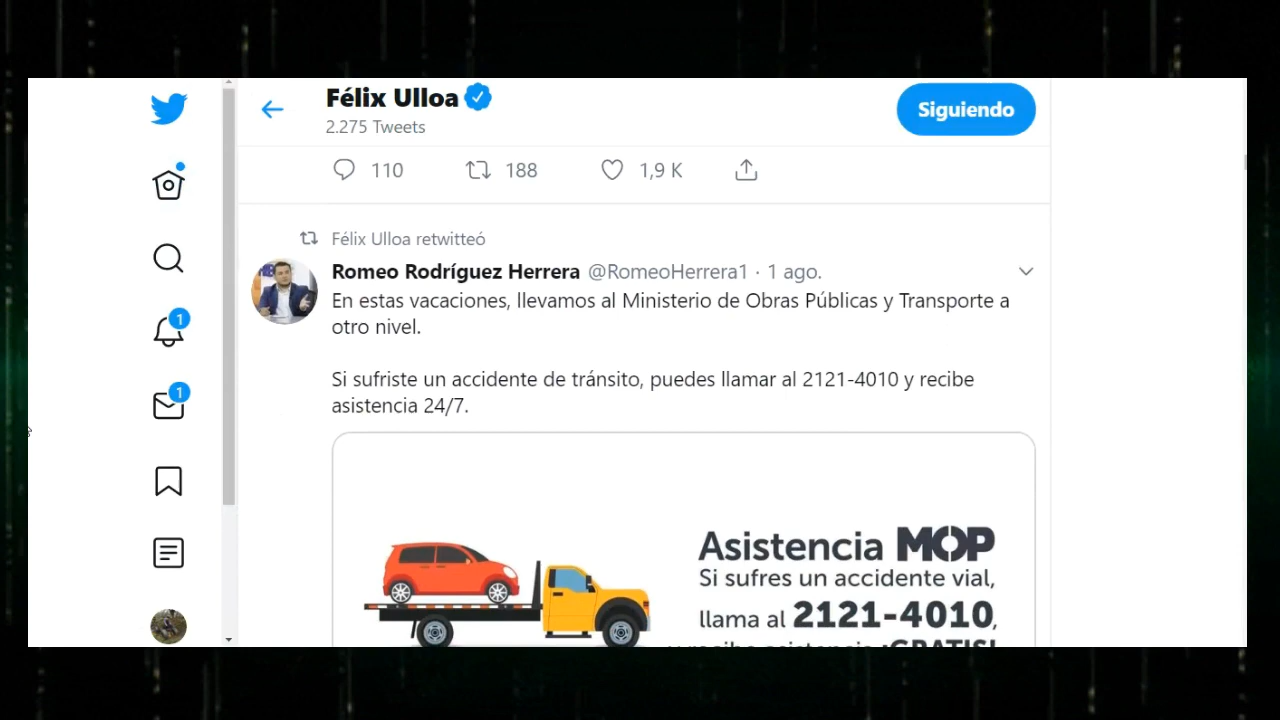 Félix Ulloa
2.275 Tweets
Siguiendo
110 188 1,9 K
Félix Ulloa retwitteó
Romeo Rodríguez Herrera @RomeoHerrera1 · 1 ago.
En estas vacaciones, llevamos al Ministerio de Obras Públicas y Transporte a
otro nivel.
1
Si sufriste un accidente de tránsito, puedes llamar al 2121-4010 y recibe
asistencia 24/7.
1
Asistencia MOP
Si sufres un accidente vial,
llama al 2121-4010,
y recibe asistencia ¡GRATIS!